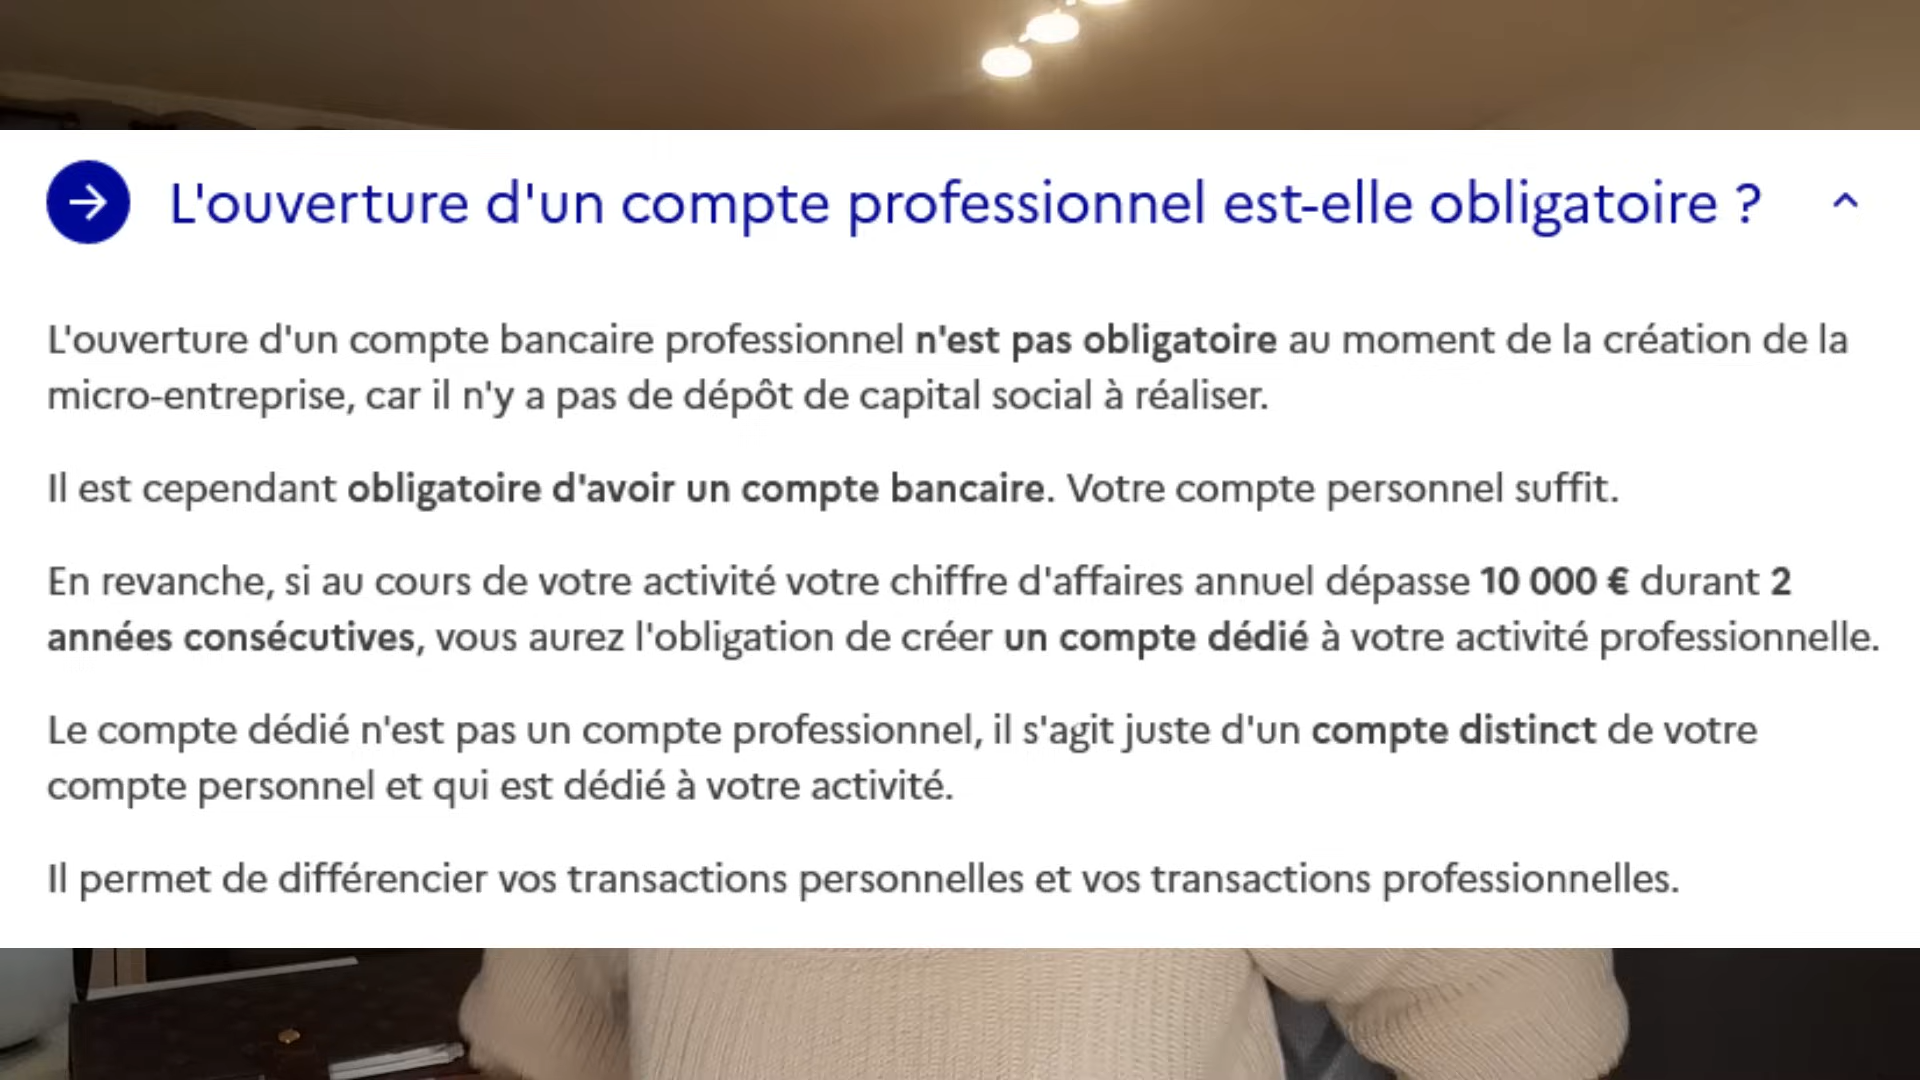 L'ouverture d'un compte professionnel est-elle obligatoire ?
L'ouverture d'un compte bancaire professionnel n'est pas obligatoire au moment de la création de la
micro-entreprise, car il n'y a pas de dépôt de capital social à réaliser.
Il est cependant obligatoire d'avoir un compte bancaire. Votre compte personnel suffit.
En revanche, si au cours de votre activité votre chiffre d'affaires annuel dépasse 10 000 € durant 2
années consécutives, vous aurez l'obligation de créer un compte dédié à votre activité professionnelle.
Le compte dédié n'est pas un compte professionnel, il s'agit juste d'un compte distinct de votre
compte personnel et qui est dédié à votre activité.
Il permet de différencier vos transactions personnelles et vos transactions professionnelles.